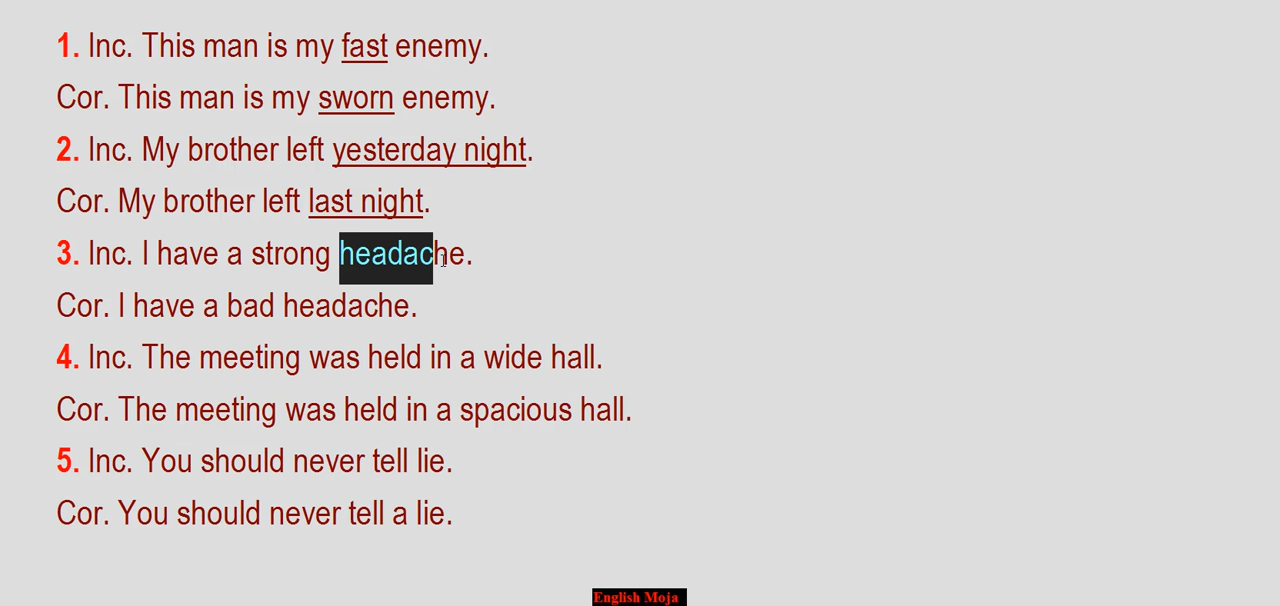 1. Inc. This man is my fast enemy.
Cor. This man is my sworn enemy.
2. Inc. My brother left yesterday night.
Cor. My brother left last night.
3. Inc. I have a strong headache.
Cor. I have a bad headache.
4. Inc. The meeting was held in a wide hall.
Cor. The meeting was held in a spacious hall.
5. Inc. You should never tell lie.
Cor. You should never tell a lie.
English Moja